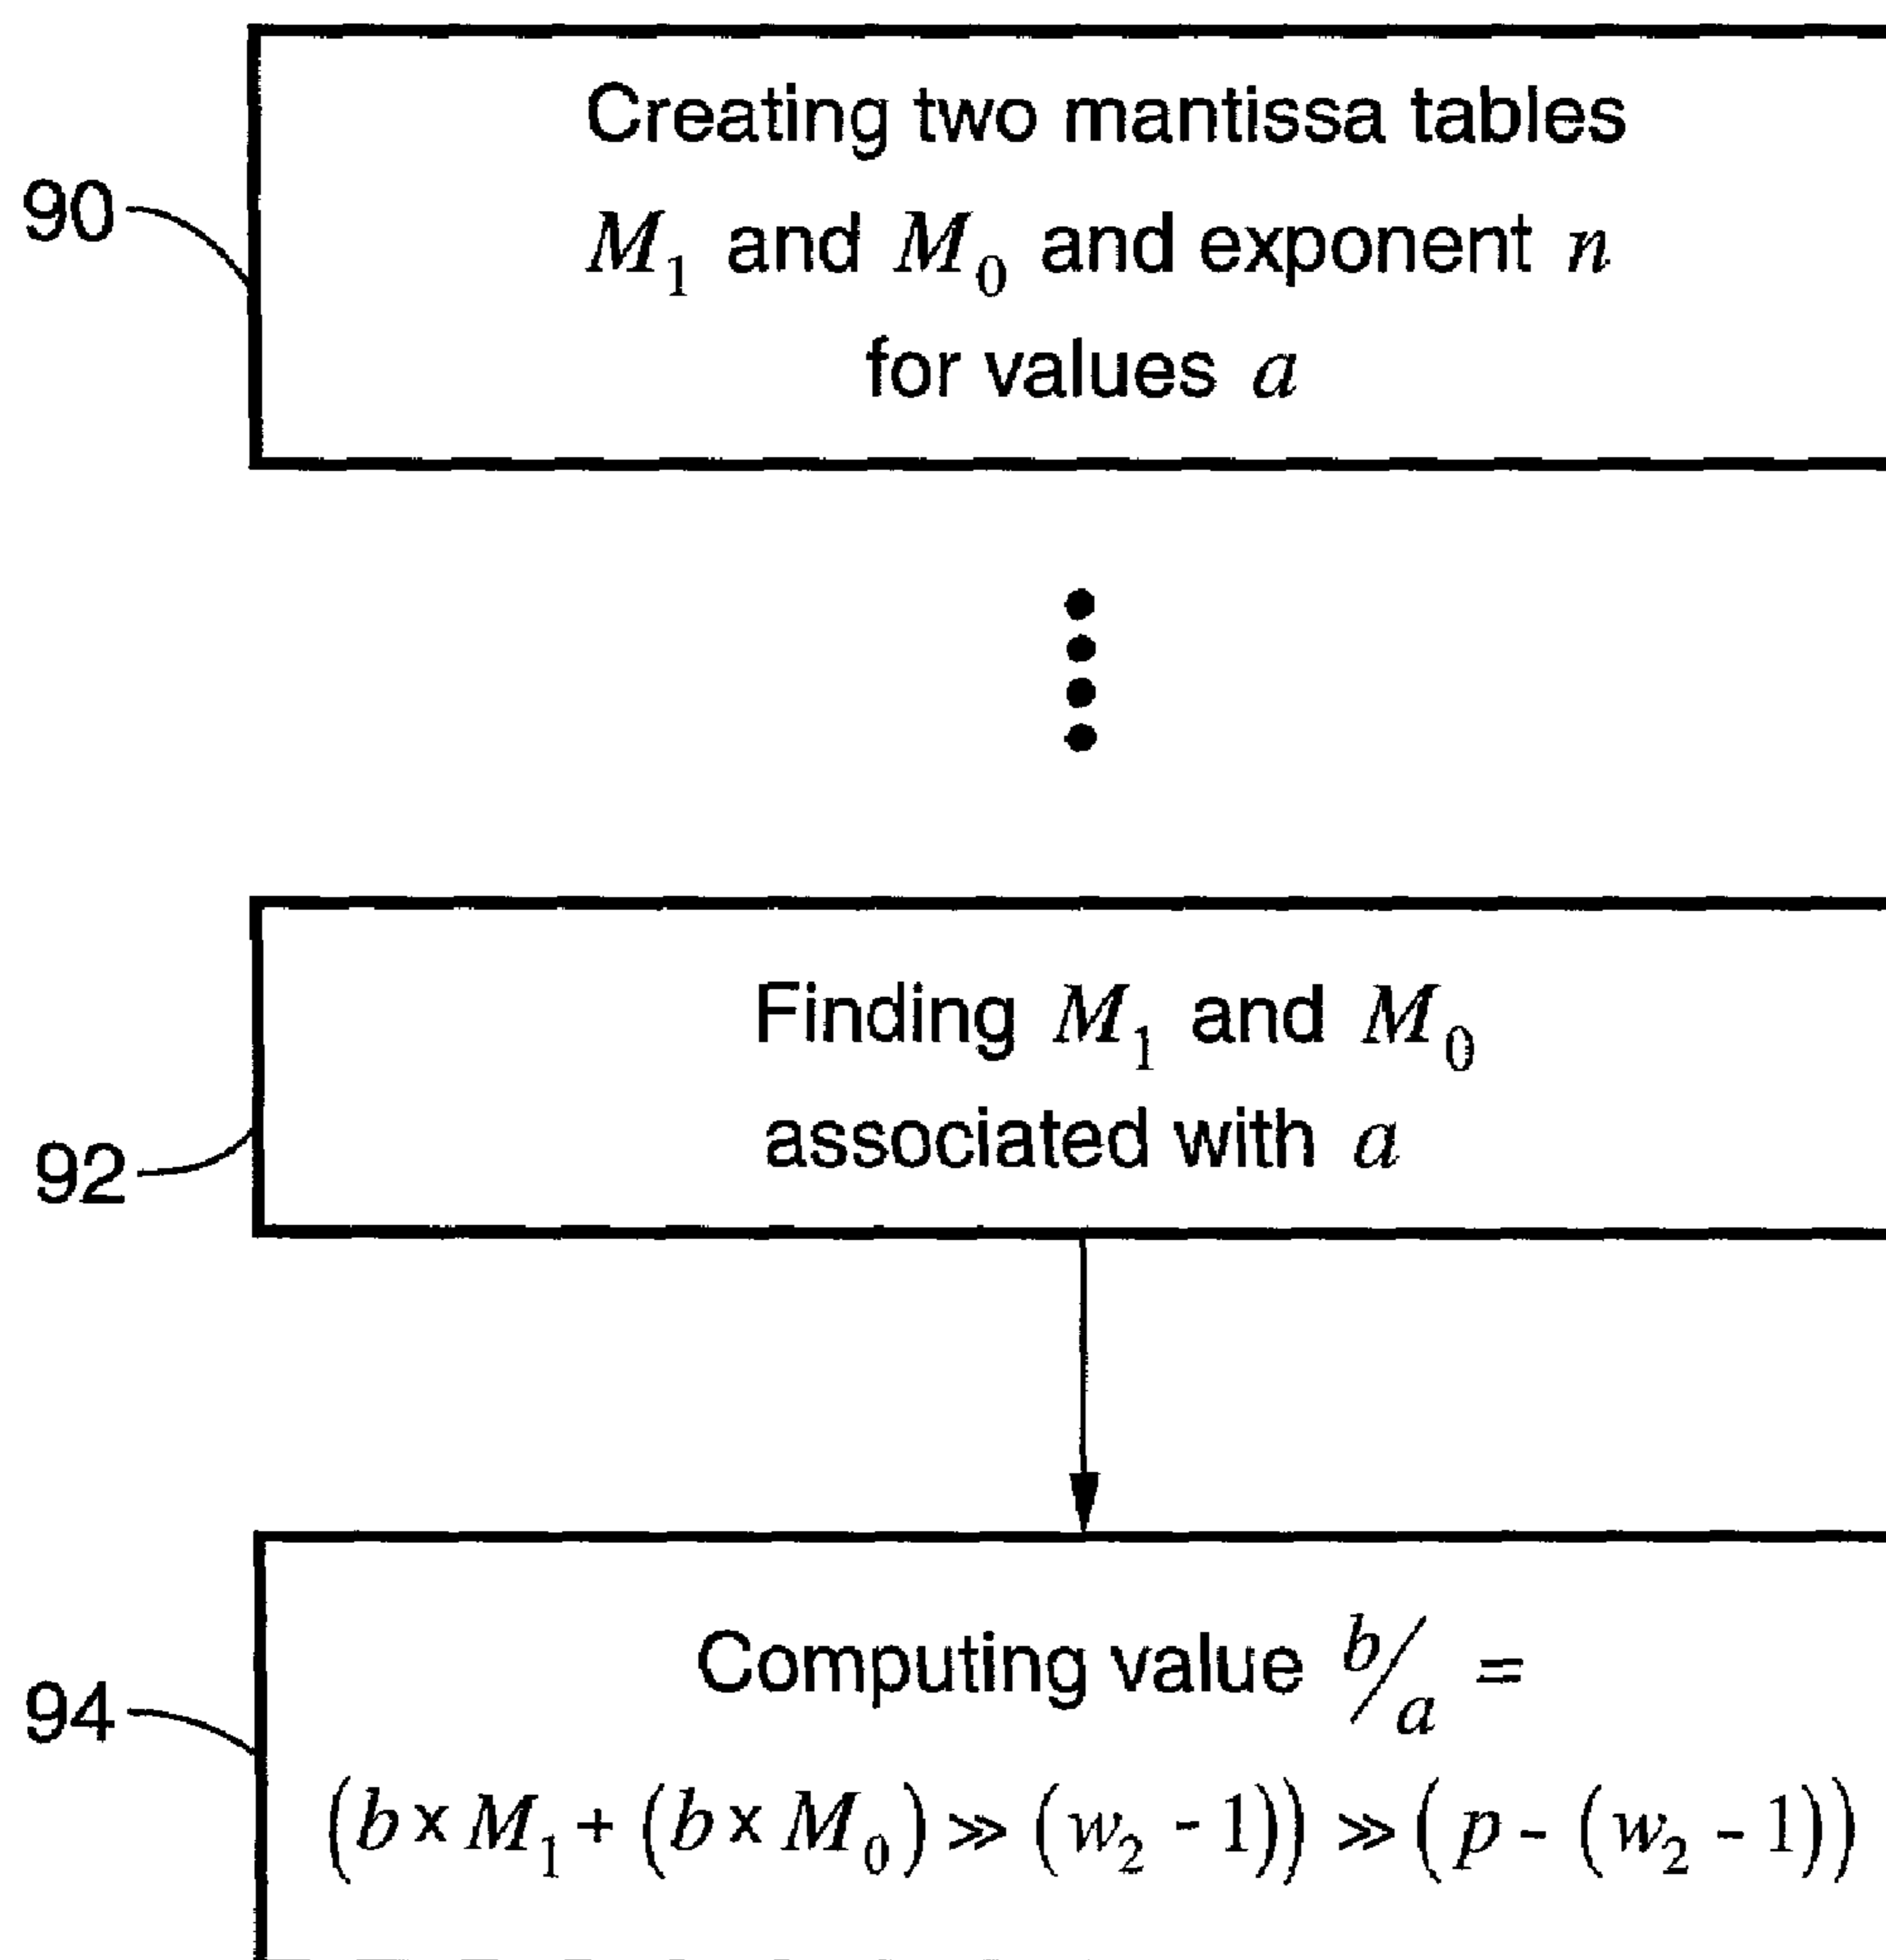 90
Creating two mantissa tables
M₁ and M₀ and exponent n
for values a
92
Finding M₁ and M₀
associated with a
94
Computing value b/a =
(b × M₁ + (b × M₀) ≫ (w₂ - 1)) ≫ (p - (w₂ - 1))